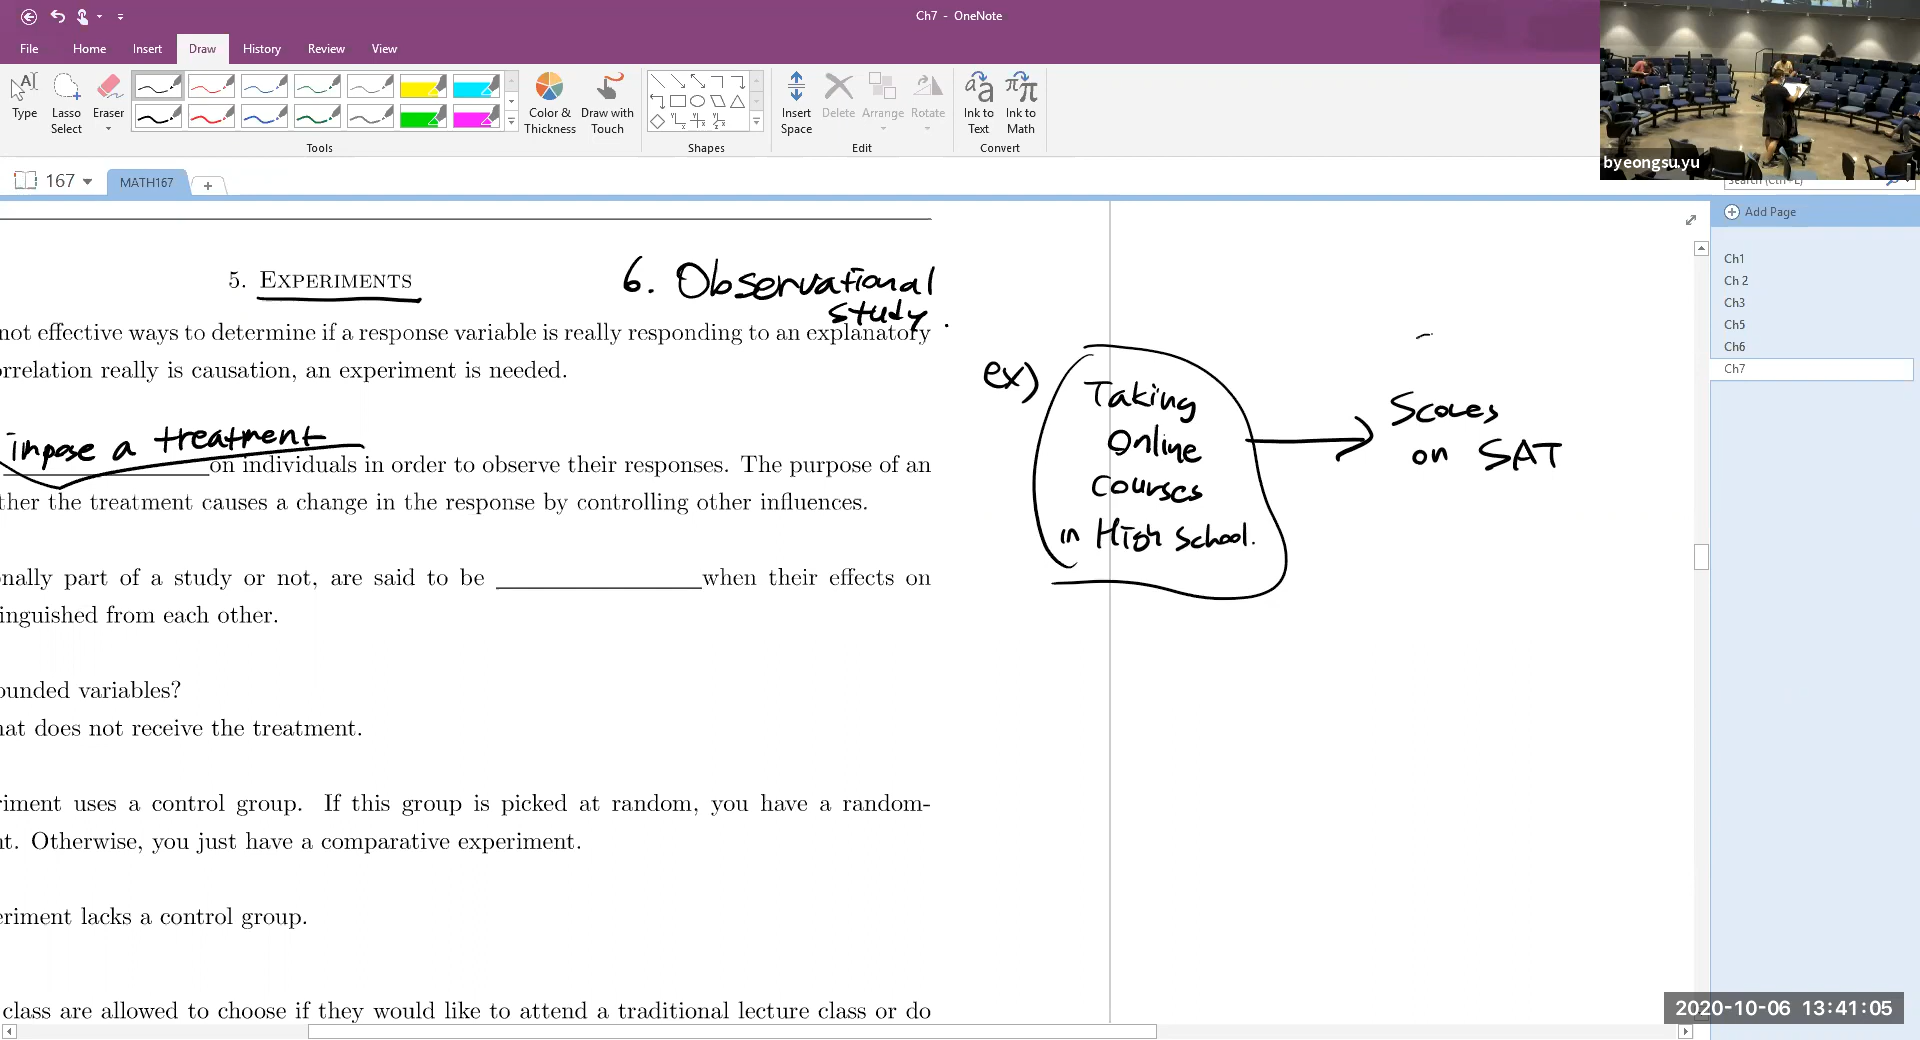 Ch7 - OneNote
File Home Insert Draw History Review View
Type Lasso Select Eraser Color & Thickness Draw with Touch Insert Space Delete Arrange Rotate Ink to Text Ink to Math
Tools Shapes Edit Convert
byeongsu.yu
167 MATH167
Search (Ctrl+E)
Add Page
Ch1
Ch 2
Ch3
Ch5
Ch6
Ch7
5. EXPERIMENTS
6. Observational
study.
not effective ways to determine if a response variable is really responding to an explanatory
orrelation really is causation, an experiment is needed.
impose a treatment
on individuals in order to observe their responses. The purpose of an
ther the treatment causes a change in the response by controlling other influences.
onally part of a study or not, are said to be ______ when their effects on
inguished from each other.
ounded variables?
hat does not receive the treatment.
riment uses a control group. If this group is picked at random, you have a random-
nt. Otherwise, you just have a comparative experiment.
eriment lacks a control group.
class are allowed to choose if they would like to attend a traditional lecture class or do
ex)
Taking
Online
Courses
in High School.
Scores
on SAT
2020-10-06 13:41:05